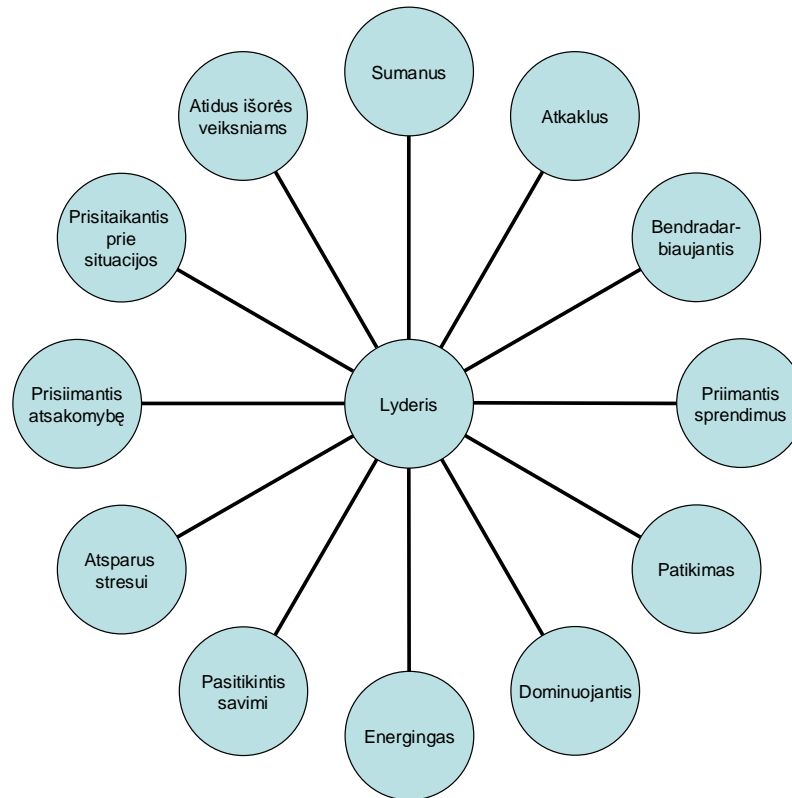 Sumanus
Atkaklus
Bendradar-
biaujantis
Priimantis
sprendimus
Patikimas
Dominuojantis
Energingas
Pasitikintis
savimi
Atsparus
stresui
Prisiimantis
atsakomybę
Prisitaikantis
prie
situacijos
Atidus išorės
veiksniams
Lyderis